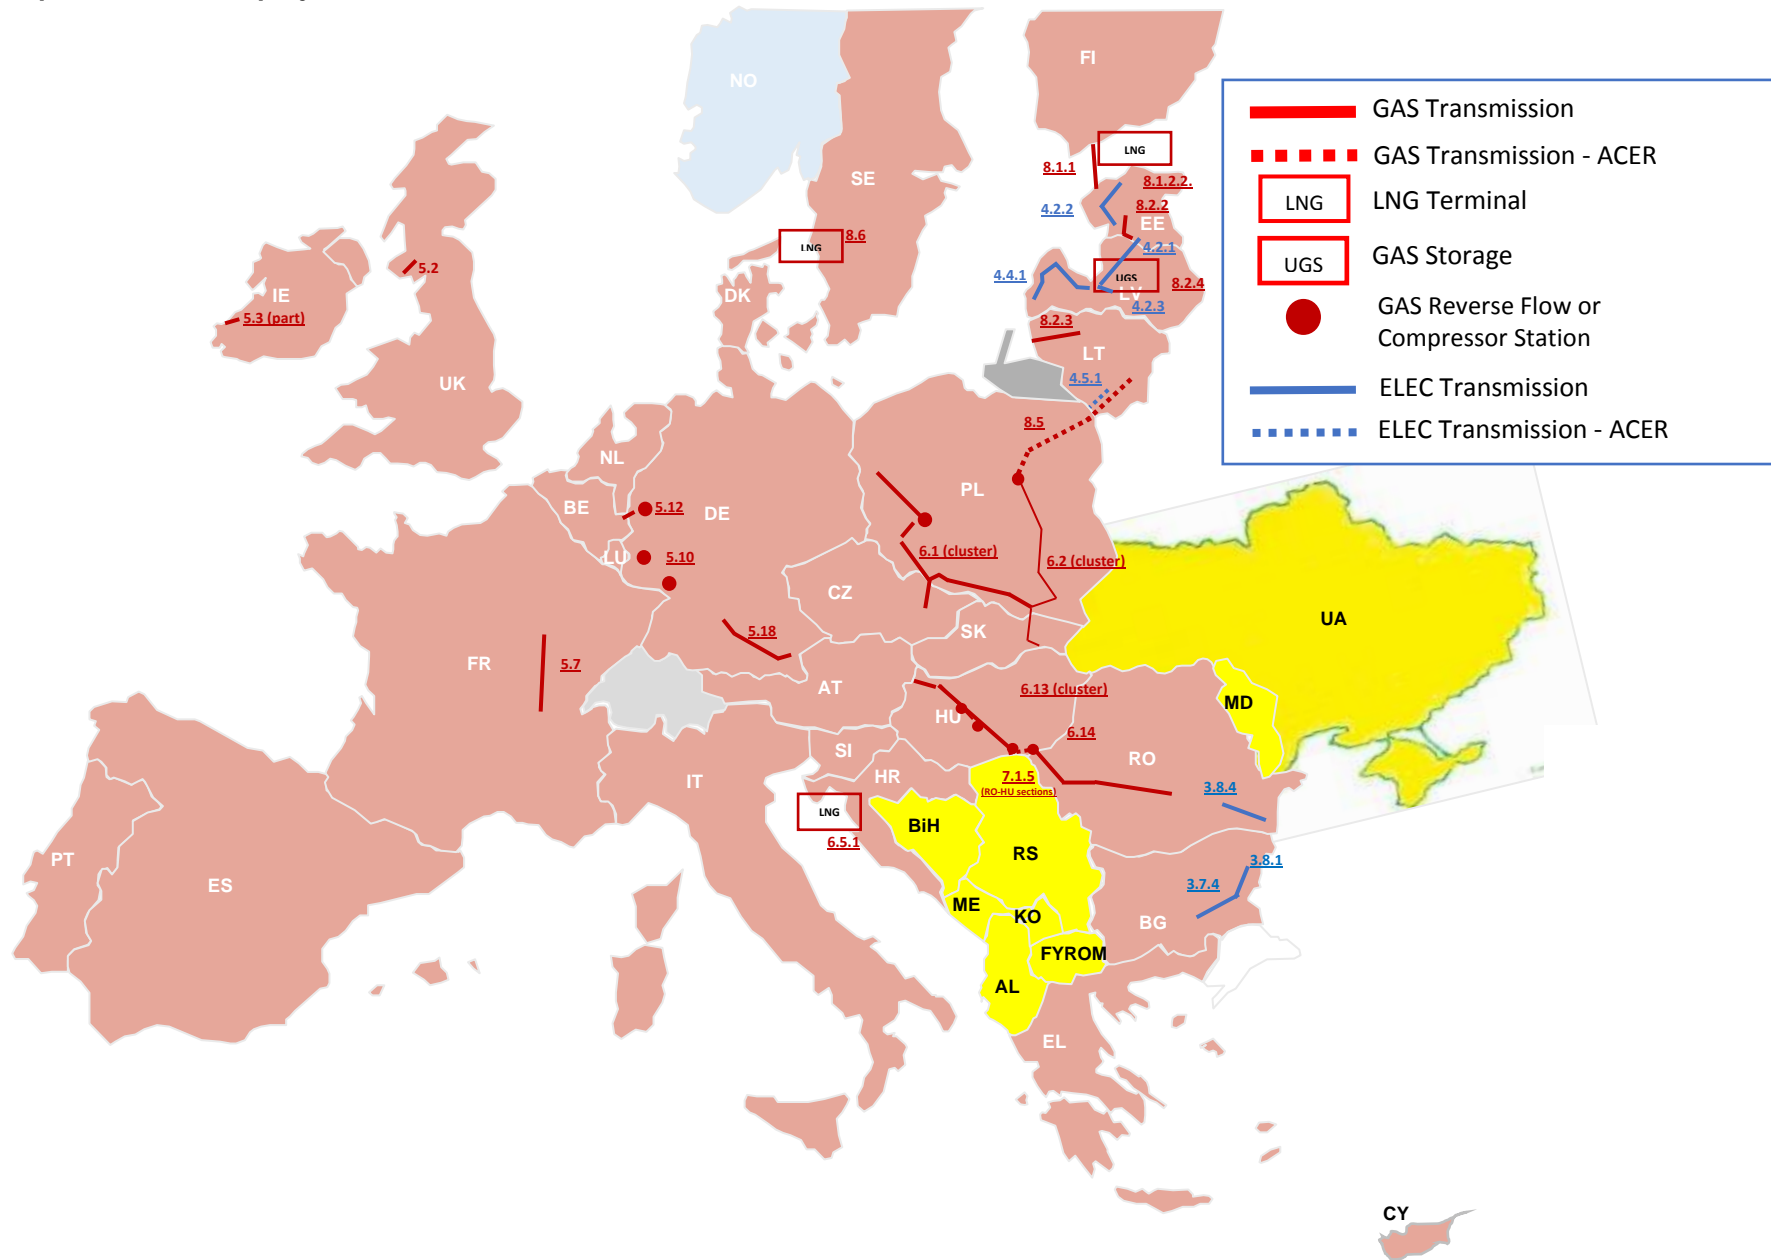 FI
NO
GAS Transmission
LNG
8.1.1
GAS Transmission - ACER
SE
8.1.2.2.
4.2.2
8.2.2
EE
LNG
LNG Terminal
LNG
8.6
4.2.1
5.2
4.4.1
UGS
8.2.4
UGS
GAS Storage
IE
DK
LV
4.2.3
5.3 (part)
8.2.3
GAS Reverse Flow or
Compressor Station
LT
UK
4.5.1
ELEC Transmission
8.5
ELEC Transmission - ACER
NL
PL
BE
5.12
DE
LU
5.10
6.1 (cluster)
6.2 (cluster)
CZ
UA
5.18
SK
FR
5.7
AT
6.13 (cluster)
MD
HU
6.14
SI
RO
IT
HR
7.1.5
(RO-HU sections)
3.8.4
LNG
BiH
6.5.1
RS
PT
3.8.1
ES
3.7.4
ME
KO
BG
FYROM
AL
EL
CY